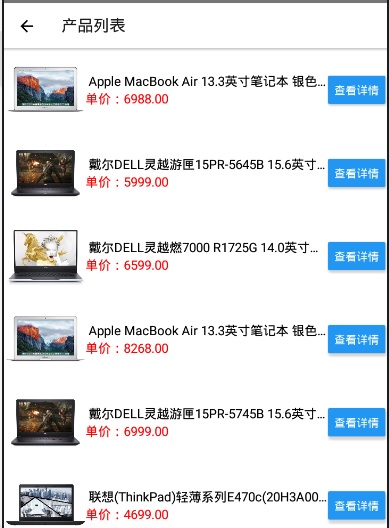 产品列表
Apple MacBook Air 13.3英寸笔记本 银色...
单价：6988.00
查看详情
戴尔DELL灵越游匣15PR-5645B 15.6英寸...
单价：5999.00
查看详情
戴尔DELL灵越燃7000 R1725G 14.0英寸...
单价：6599.00
查看详情
Apple MacBook Air 13.3英寸笔记本 银色...
单价：8268.00
查看详情
戴尔DELL灵越游匣15PR-5745B 15.6英寸...
单价：6999.00
查看详情
联想(ThinkPad)轻薄系列E470c(20H3A00...
单价：4699.00
查看详情